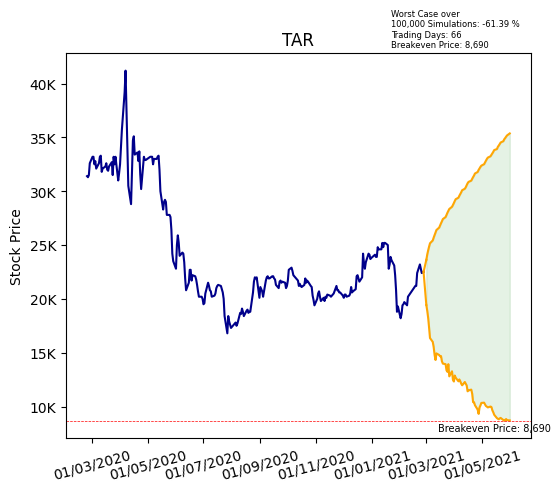 Worst Case over
100,000 Simulations: -61.39 %
Trading Days: 66
Breakeven Price: 8,690
TAR
Stock Price
40K
35K
30K
25K
20K
15K
10K
Breakeven Price: 8,690
01/03/2020
01/05/2020
01/07/2020
01/09/2020
01/11/2020
01/01/2021
01/03/2021
01/05/2021